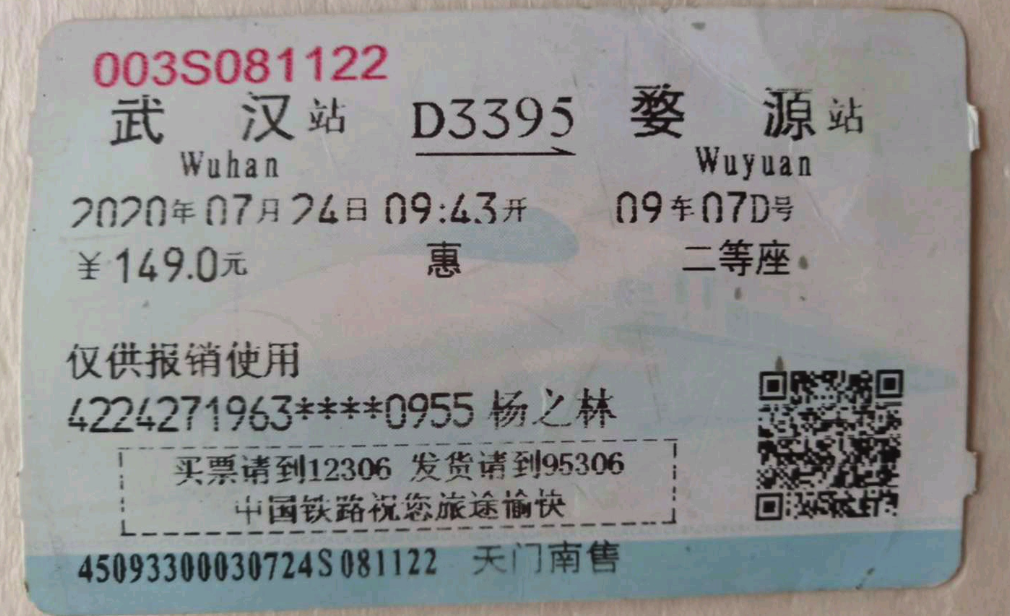 003S081122
武汉站 D3395 婺源站
Wuhan Wuyuan
2020年07月24日 09:43开 09车07D号
¥149.0元 惠 二等座
仅供报销使用
4224271963****0955 杨之林
买票请到12306 发货请到95306
中国铁路祝您旅途愉快
45093300030724S081122 天门南售